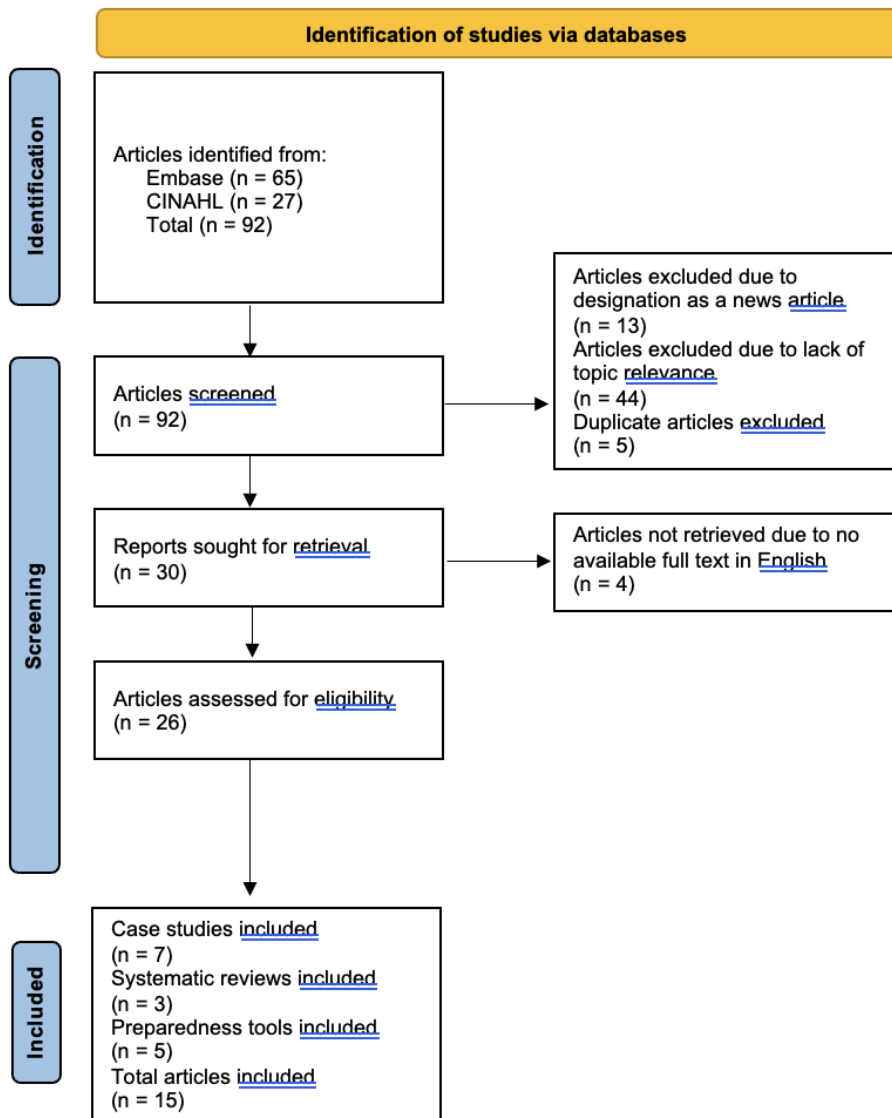 Identification of studies via databases
Identification
Articles identified from:
Embase (n = 65)
CINAHL (n = 27)
Total (n = 92)
Articles excluded due to
designation as a news article
(n = 13)
Articles excluded due to lack of
topic relevance
(n = 44)
Duplicate articles excluded
(n = 5)
Screening
Articles screened
(n = 92)
Reports sought for retrieval
(n = 30)
Articles not retrieved due to no
available full text in English
(n = 4)
Articles assessed for eligibility
(n = 26)
Included
Case studies included
(n = 7)
Systematic reviews included
(n = 3)
Preparedness tools included
(n = 5)
Total articles included
(n = 15)